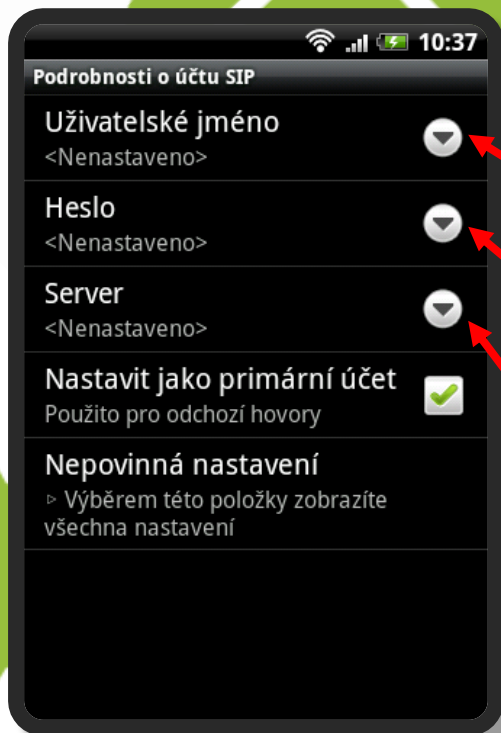 10:37
Podrobnosti o účtu SIP
Uživatelské jméno
<Nenastaveno>
Heslo
<Nenastaveno>
Server
<Nenastaveno>
Nastavit jako primární účet
Použito pro odchozí hovory
Nepovinná nastavení
▹ Výběrem této položky zobrazíte
všechna nastavení